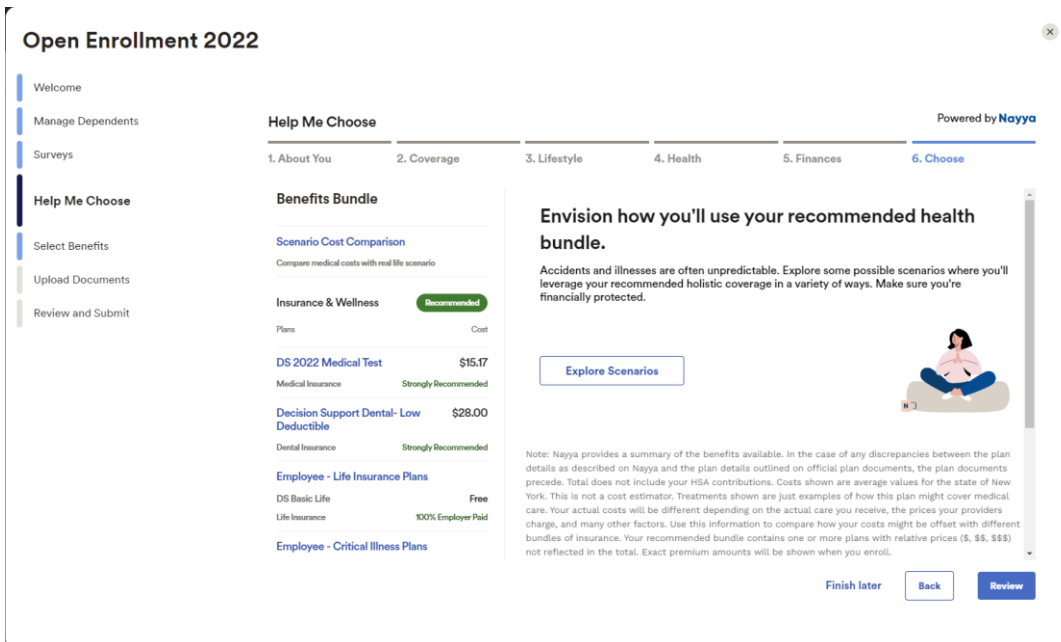 Open Enrollment 2022
Welcome
Manage Dependents
Surveys
Help Me Choose
Select Benefits
Upload Documents
Review and Submit
Help Me Choose
Powered by Nayya
1. About You
2. Coverage
3. Lifestyle
4. Health
5. Finances
6. Choose
Benefits Bundle
Scenario Cost Comparison
Compare medical costs with real life scenario
Insurance & Wellness
Recommended
Plans
Cost
DS 2022 Medical Test
$15.17
Medical Insurance
Strongly Recommended
Decision Support Dental- Low
$28.00
Deductible
Dental Insurance
Strongly Recommended
Employee - Life Insurance Plans
DS Basic Life
Free
Life Insurance
100% Employer Paid
Employee - Critical Illness Plans
Envision how you'll use your recommended health
bundle.
Accidents and illnesses are often unpredictable. Explore some possible scenarios where you'll
leverage your recommended holistic coverage in a variety of ways. Make sure you're
financially protected.
Explore Scenarios
N
Note: Nayya provides a summary of the benefits available. In the case of any discrepancies between the plan
details as described on Nayya and the plan details outlined on official plan documents, the plan documents
precede. Total does not include your HSA contributions. Costs shown are average values for the state of New
York. This is not a cost estimator. Treatments shown are just examples of how this plan might cover medical
care. Your actual costs will be different depending on the actual care you receive, the prices your providers
charge, and many other factors. Use this information to compare how your costs might be offset with different
bundles of insurance. Your recommended bundle contains one or more plans with relative prices ($, $$, $$$)
not reflected in the total. Exact premium amounts will be shown when you enroll.
Finish later
Back
Review